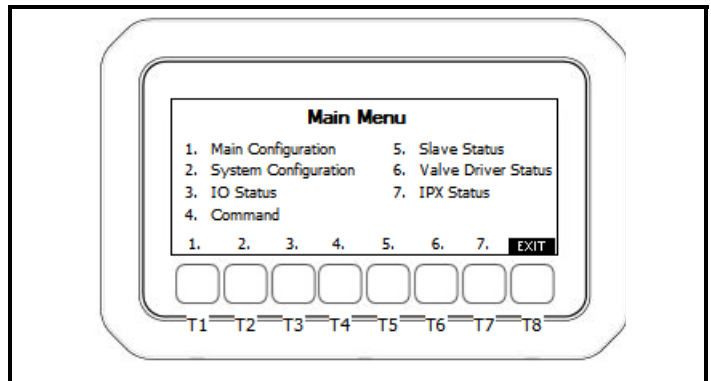 Main Menu
1. Main Configuration
2. System Configuration
3. IO Status
4. Command
5. Slave Status
6. Valve Driver Status
7. IPX Status
1. 2. 3. 4. 5. 6. 7. EXIT
T1 T2 T3 T4 T5 T6 T7 T8